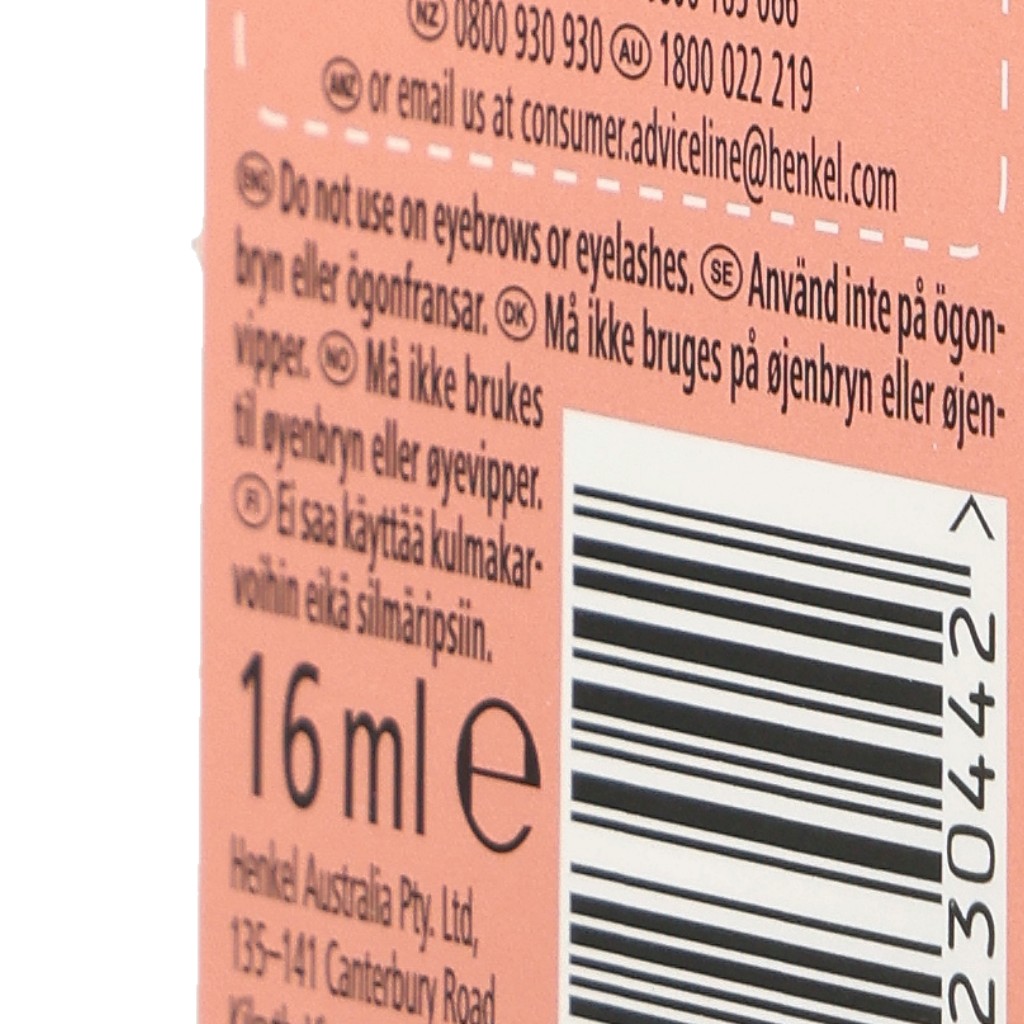 NZ 0800 930 930 AU 1800 022 219
ANZ or email us at consumer.adviceline@henkel.com
ENG Do not use on eyebrows or eyelashes. SE Använd inte på ögon-
bryn eller ögonfransar. DK Må ikke bruges på øjenbryn eller øjen-
vipper. NO Må ikke brukes
til øyenbryn eller øyevipper.
FI Ei saa käyttää kulmakar-
voihin eikä silmäripsiin.
16 ml e
Henkel Australia Pty. Ltd,
135–141 Canterbury Road
230442 >